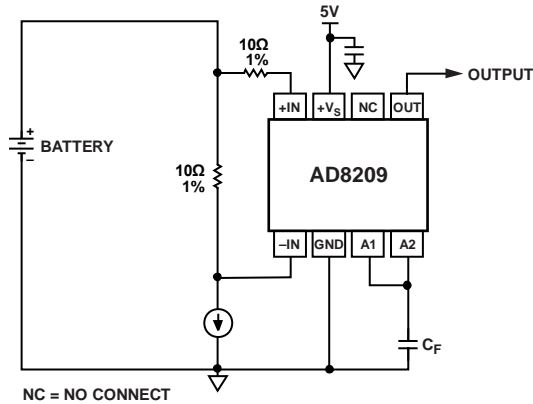 5V
10Ω
1%
OUTPUT
+IN
+VS
NC
OUT
+
–
BATTERY
10Ω
1%
AD8209
–IN
GND
A1
A2
CF
NC = NO CONNECT